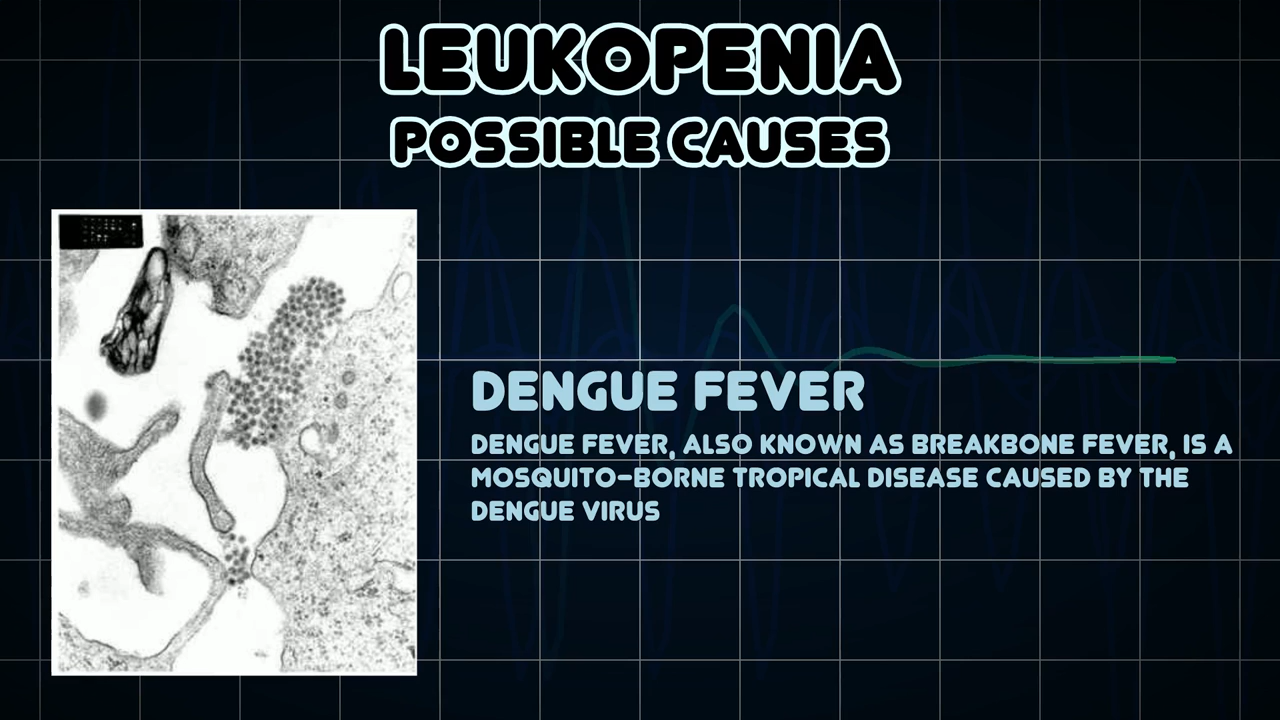 LEUKOPENIA
POSSIBLE CAUSES
DENGUE FEVER
DENGUE FEVER, ALSO KNOWN AS BREAKBONE FEVER, IS A
MOSQUITO-BORNE TROPICAL DISEASE CAUSED BY THE
DENGUE VIRUS